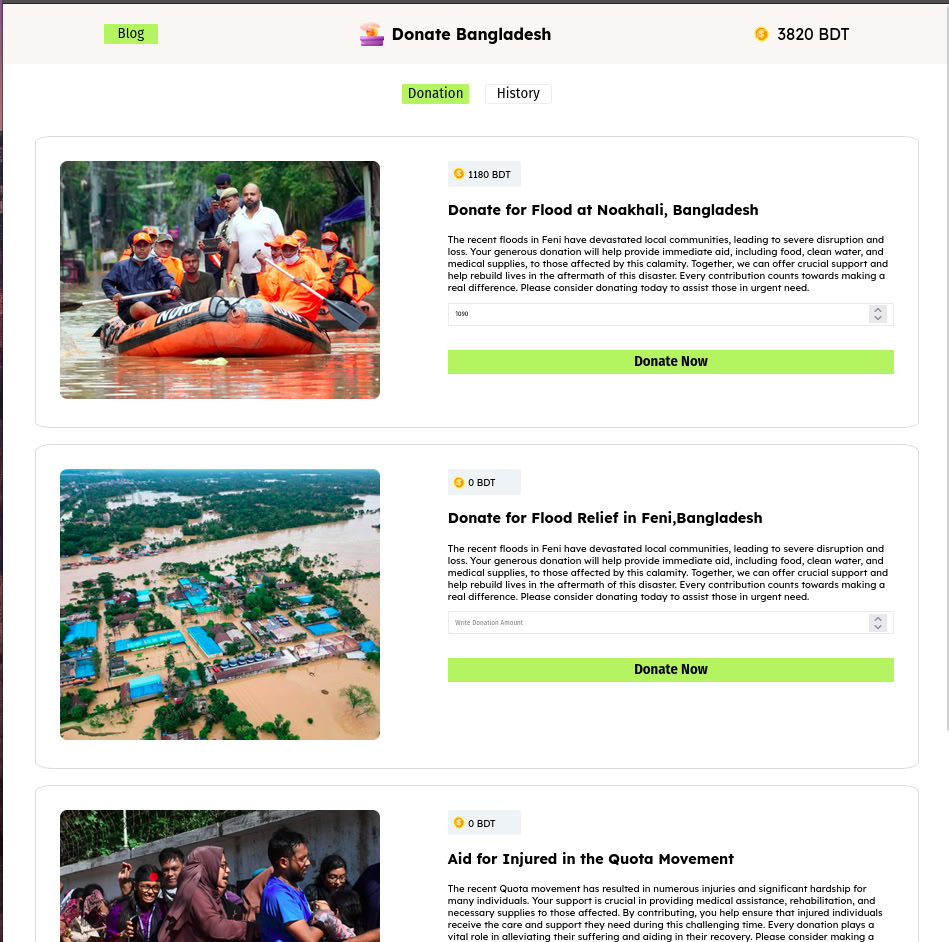 Blog
Donate Bangladesh
3820 BDT
Donation
History
1180 BDT
Donate for Flood at Noakhali, Bangladesh
The recent floods in Feni have devastated local communities, leading to severe disruption and
loss. Your generous donation will help provide immediate aid, including food, clean water, and
medical supplies, to those affected by this calamity. Together, we can offer crucial support and
help rebuild lives in the aftermath of this disaster. Every contribution counts towards making a
real difference. Please consider donating today to assist those in urgent need.
1090
Donate Now
NDRF
NDRF
0 BDT
Donate for Flood Relief in Feni,Bangladesh
The recent floods in Feni have devastated local communities, leading to severe disruption and
loss. Your generous donation will help provide immediate aid, including food, clean water, and
medical supplies, to those affected by this calamity. Together, we can offer crucial support and
help rebuild lives in the aftermath of this disaster. Every contribution counts towards making a
real difference. Please consider donating today to assist those in urgent need.
Write Donation Amount
Donate Now
0 BDT
Aid for Injured in the Quota Movement
The recent Quota movement has resulted in numerous injuries and significant hardship for
many individuals. Your support is crucial in providing medical assistance, rehabilitation, and
necessary supplies to those affected. By contributing, you help ensure that injured individuals
receive the care and support they need during this challenging time. Every donation plays a
vital role in alleviating their suffering and aiding in their recovery. Please consider making a